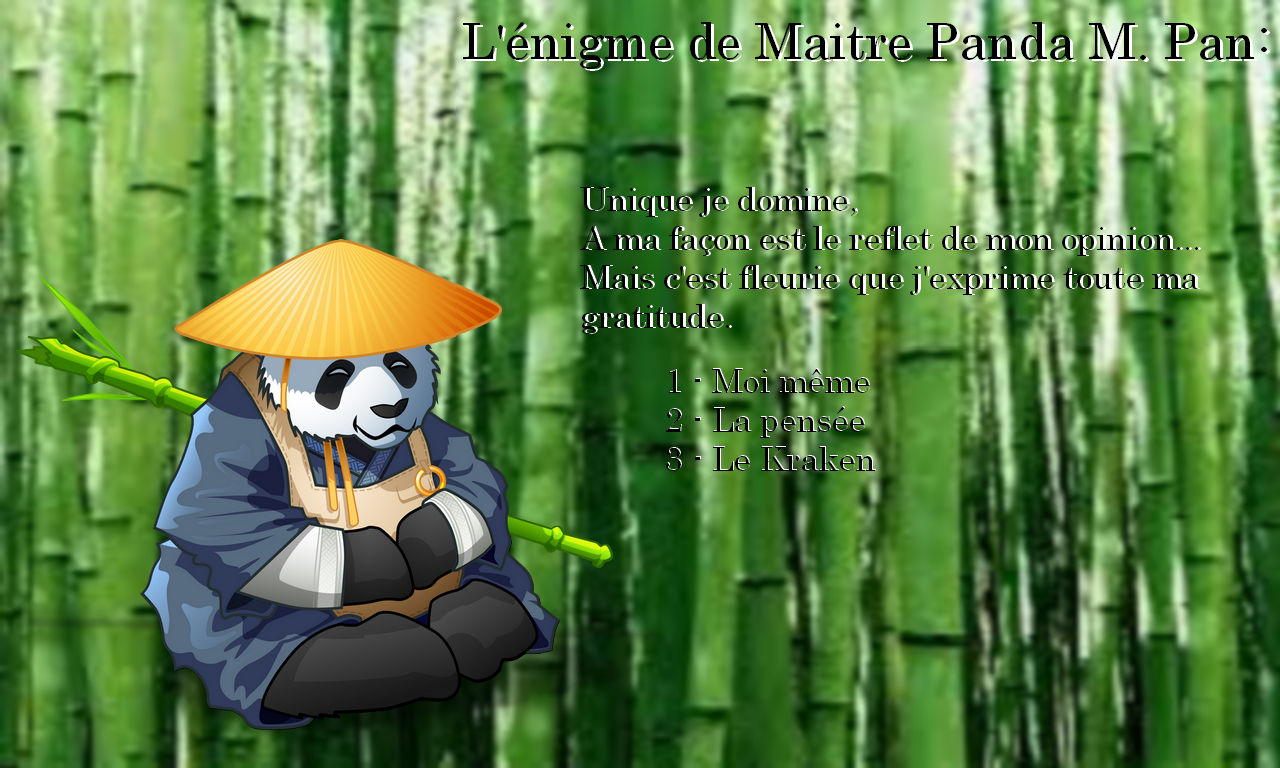 L'énigme de Maitre Panda M. Pan:
Unique je domine,
A ma façon est le reflet de mon opinion...
Mais c'est fleurie que j'exprime toute ma
gratitude.
1 - Moi même
2 - La pensée
3 - Le Kraken